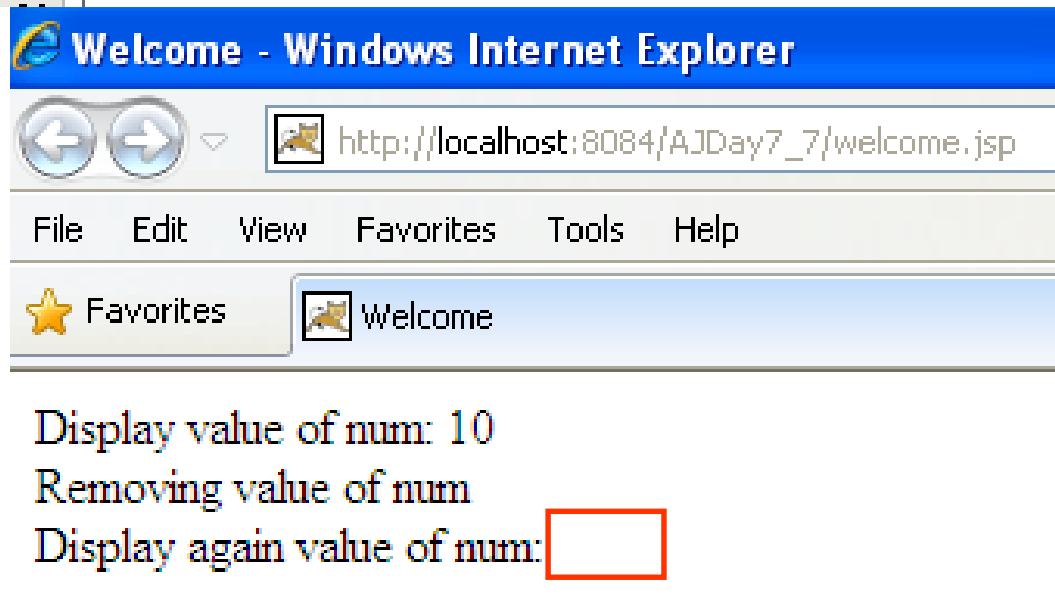 Welcome - Windows Internet Explorer
http://localhost:8084/AJDay7_7/welcome.jsp
File Edit View Favorites Tools Help
Favorites Welcome
Display value of num: 10
Removing value of num
Display again value of num: